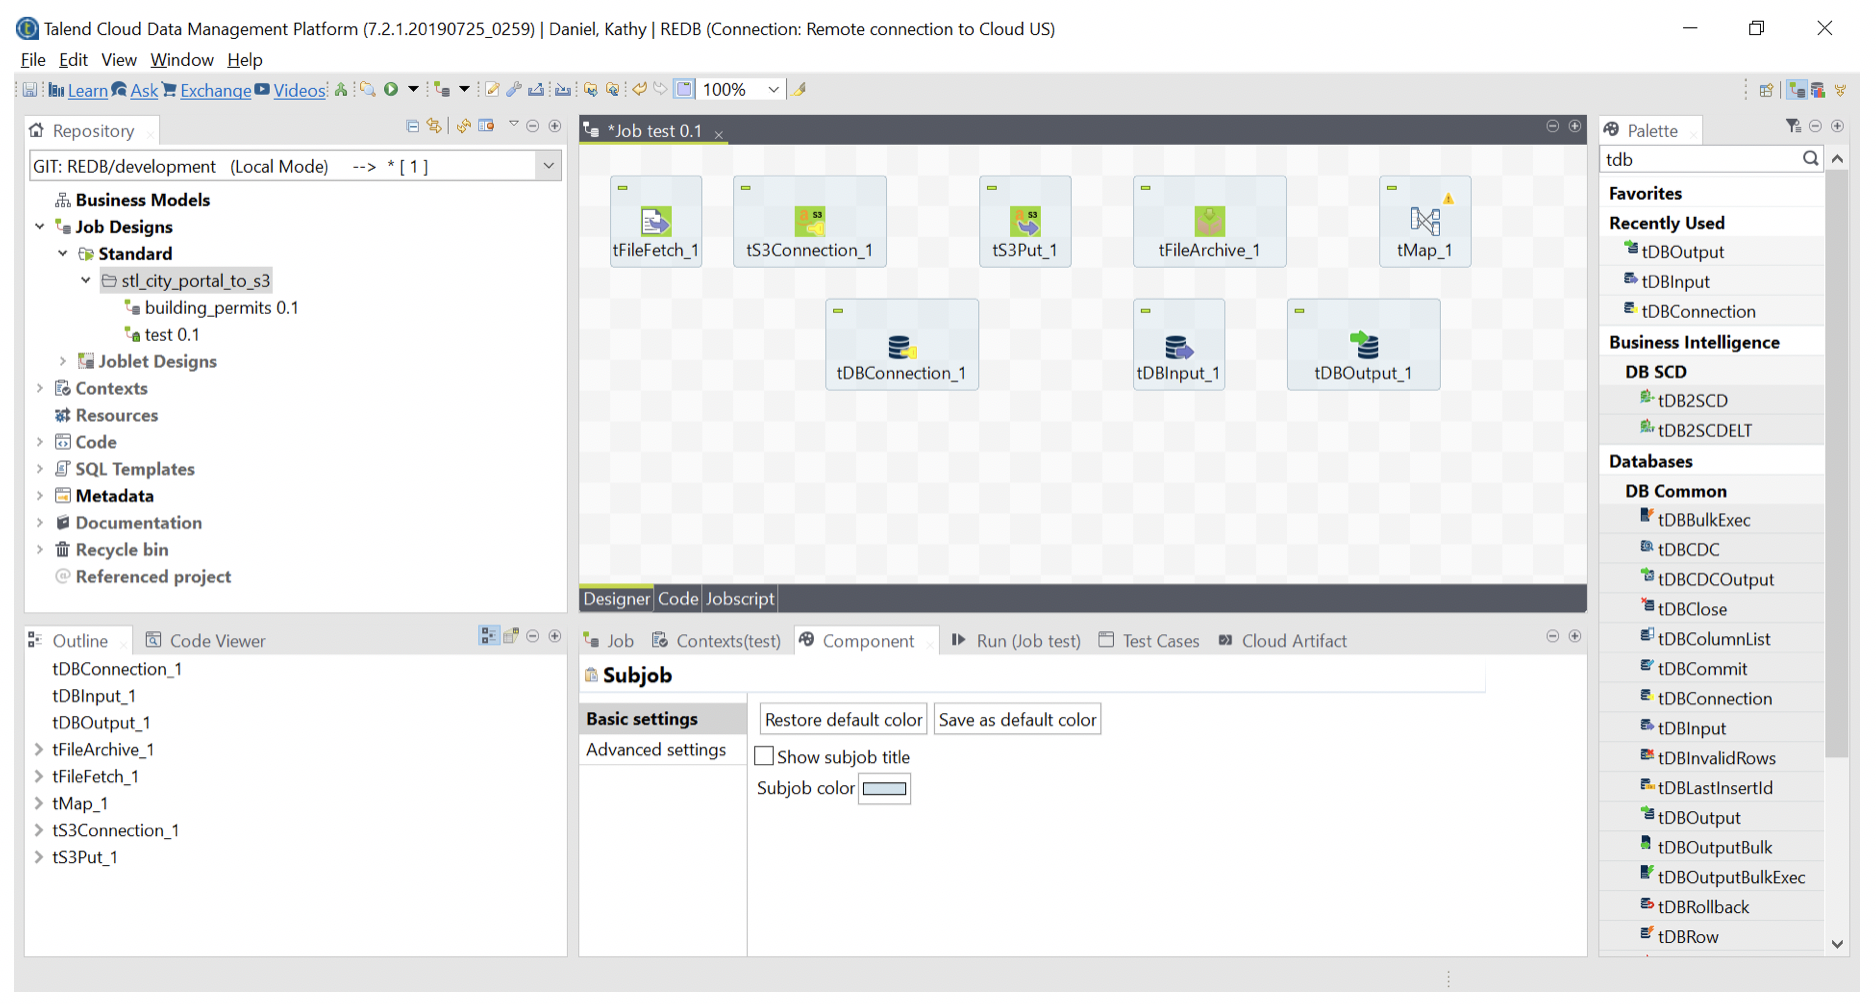 Talend Cloud Data Management Platform (7.2.1.20190725_0259) | Daniel, Kathy | REDB (Connection: Remote connection to Cloud US)
File Edit View Window Help
Learn Ask Exchange Videos 100%
Repository
GIT: REDB/development (Local Mode) --> * [ 1 ]
Business Models
Job Designs
Standard
stl_city_portal_to_s3
building_permits 0.1
test 0.1
Joblet Designs
Contexts
Resources
Code
SQL Templates
Metadata
Documentation
Recycle bin
Referenced project
*Job test 0.1
tFileFetch_1
S3
tS3Connection_1
S3
tS3Put_1
tFileArchive_1
tMap_1
tDBConnection_1
tDBInput_1
tDBOutput_1
Designer Code Jobscript
Palette
tdb
Favorites
Recently Used
tDBOutput
tDBInput
tDBConnection
Business Intelligence
DB SCD
tDB2SCD
tDB2SCDELT
Databases
DB Common
tDBBulkExec
tDBCDC
tDBCDCOutput
tDBClose
tDBColumnList
tDBCommit
tDBConnection
tDBInput
tDBInvalidRows
tDBLastInsertId
tDBOutput
tDBOutputBulk
tDBOutputBulkExec
tDBRollback
tDBRow
Outline Code Viewer
tDBConnection_1
tDBInput_1
tDBOutput_1
tFileArchive_1
tFileFetch_1
tMap_1
tS3Connection_1
tS3Put_1
Job Contexts(test) Component Run (Job test) Test Cases Cloud Artifact
Subjob
Basic settings
Advanced settings
Restore default color Save as default color
Show subjob title
Subjob color